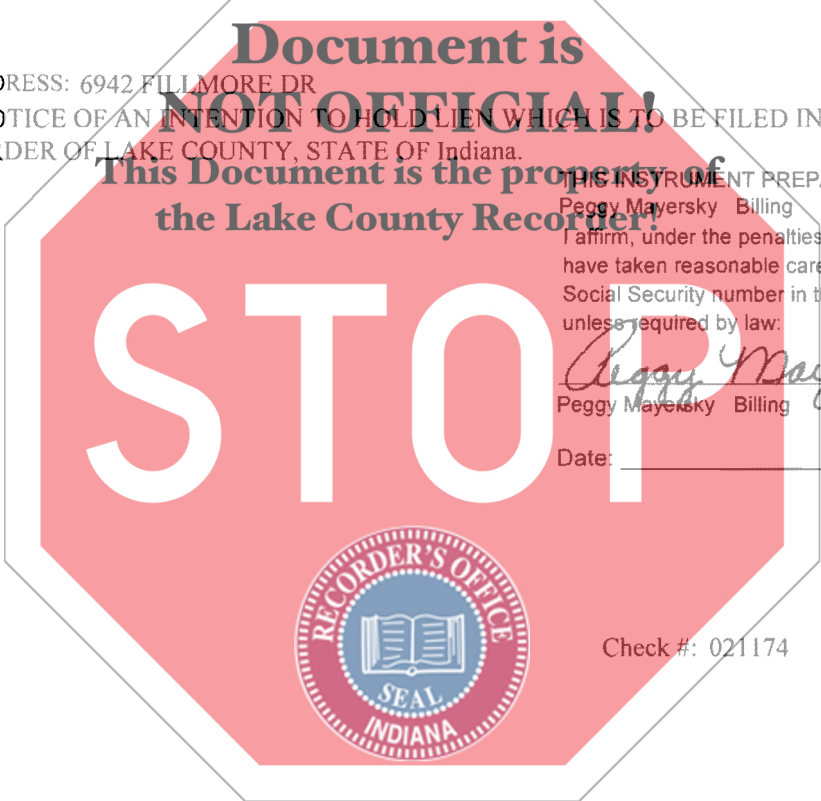 Document is
DRESS: 6942 FILLMORE DR
NOT OFFICIAL!
OTICE OF AN INTENTION TO HOLD LIEN WHICH IS TO BE FILED IN
RDER OF LAKE COUNTY, STATE OF Indiana.
This Document is the property of
the Lake County Recorder!
THIS INSTRUMENT PREP
Peggy Mayersky Billing
I affirm, under the penalties
have taken reasonable care
Social Security number in t
unless required by law:
Peggy May
Peggy Mayersky Billing
Date:
STOP
RECORDER'S OFFICE
SEAL
INDIANA
Check #: 021174